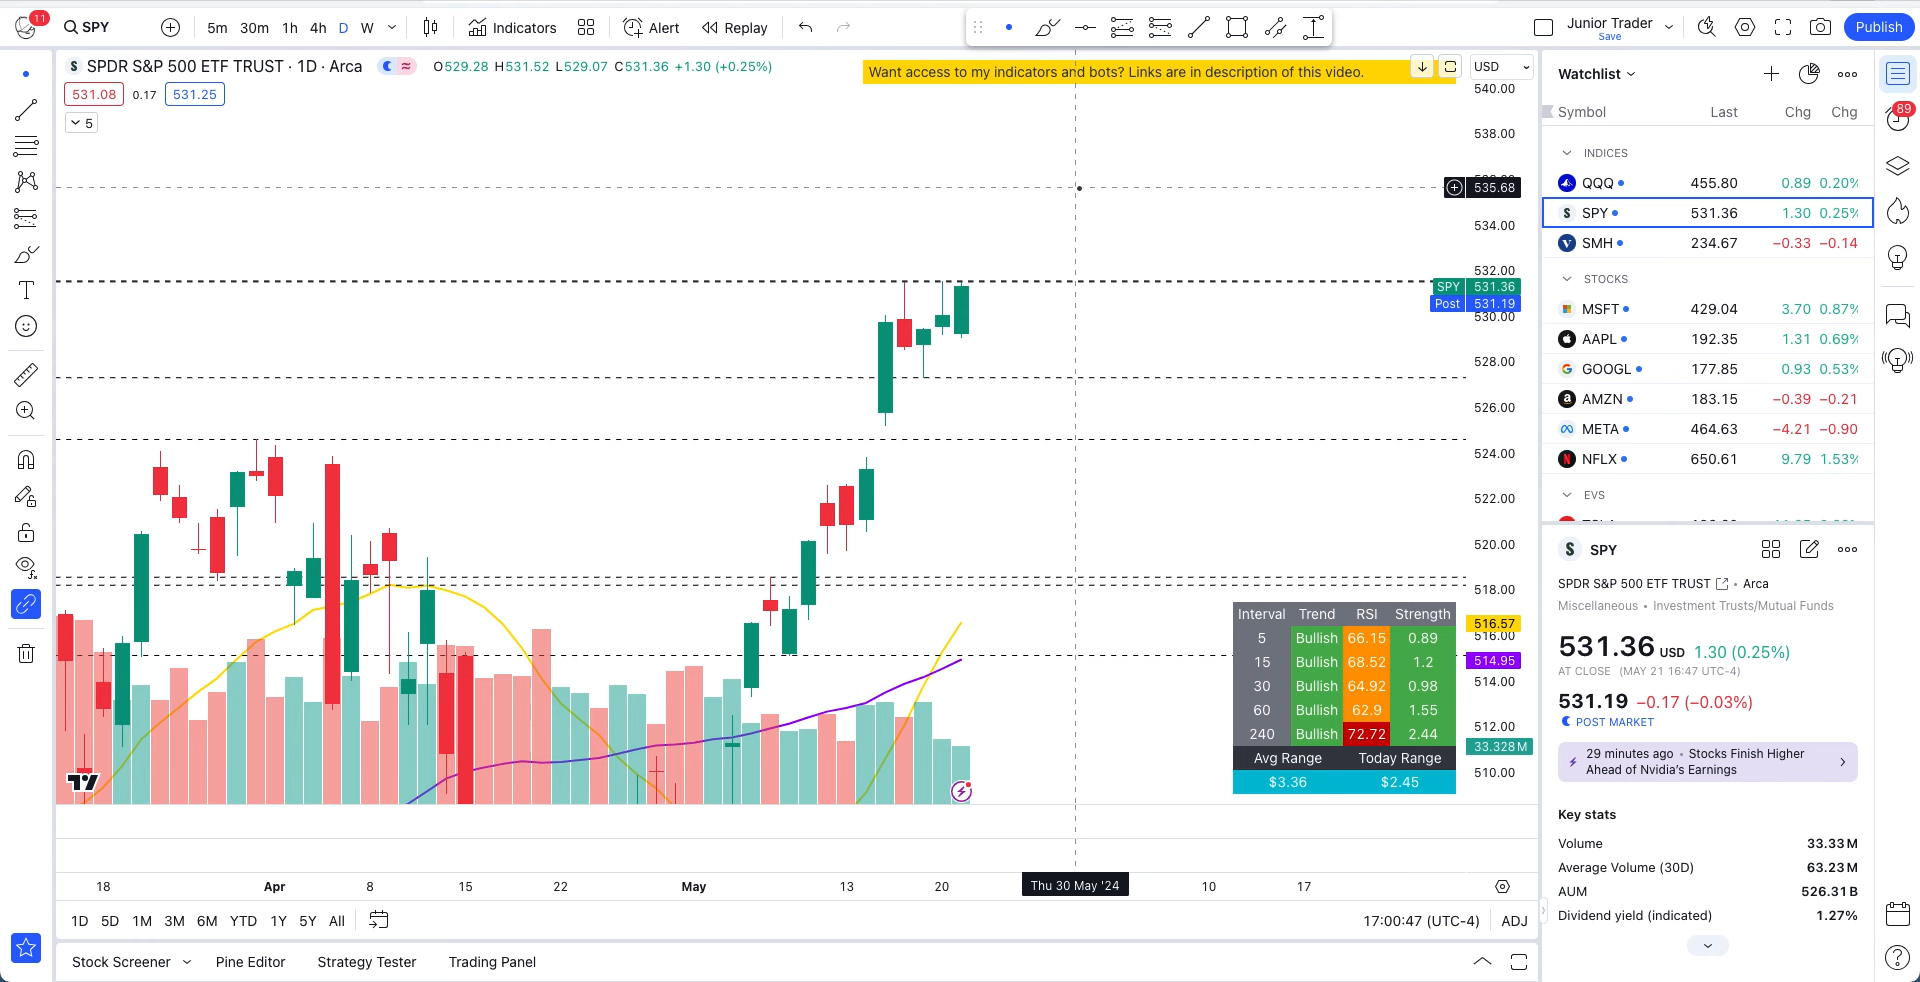 11
SPY
5m 30m 1h 4h D W
Indicators
Alert
Replay
Junior Trader
Save
Publish
SPDR S&P 500 ETF TRUST · 1D · Arca
O529.28 H531.52 L529.07 C531.36 +1.30 (+0.25%)
531.08 0.17 531.25
5
Want access to my indicators and bots? Links are in description of this video.
USD
540.00
538.00
535.68
534.00
532.00
SPY 531.36
Post 531.19
530.00
528.00
526.00
524.00
522.00
520.00
518.00
516.57
516.00
514.95
514.00
512.00
33.328 M
510.00
Interval Trend RSI Strength
5 Bullish 66.15 0.89
15 Bullish 68.52 1.2
30 Bullish 64.92 0.98
60 Bullish 62.9 1.55
240 Bullish 72.72 2.44
Avg Range Today Range
$3.36 $2.45
18 Apr 8 15 22 May 13 20 Thu 30 May '24 10 17
1D 5D 1M 3M 6M YTD 1Y 5Y All
17:00:47 (UTC-4) ADJ
Stock Screener Pine Editor Strategy Tester Trading Panel
Watchlist
Symbol Last Chg Chg
INDICES
QQQ 455.80 0.89 0.20%
SPY 531.36 1.30 0.25%
SMH 234.67 −0.33 −0.14
STOCKS
MSFT 429.04 3.70 0.87%
AAPL 192.35 1.31 0.69%
GOOGL 177.85 0.93 0.53%
AMZN 183.15 −0.39 −0.21
META 464.63 −4.21 −0.90
NFLX 650.61 9.79 1.53%
EVS
SPY
SPDR S&P 500 ETF TRUST • Arca
Miscellaneous • Investment Trusts/Mutual Funds
531.36 USD 1.30 (0.25%)
AT CLOSE (MAY 21 16:47 UTC-4)
531.19 −0.17 (−0.03%)
POST MARKET
29 minutes ago • Stocks Finish Higher
Ahead of Nvidia's Earnings
Key stats
Volume 33.33M
Average Volume (30D) 63.23M
AUM 526.31B
Dividend yield (indicated) 1.27%
89